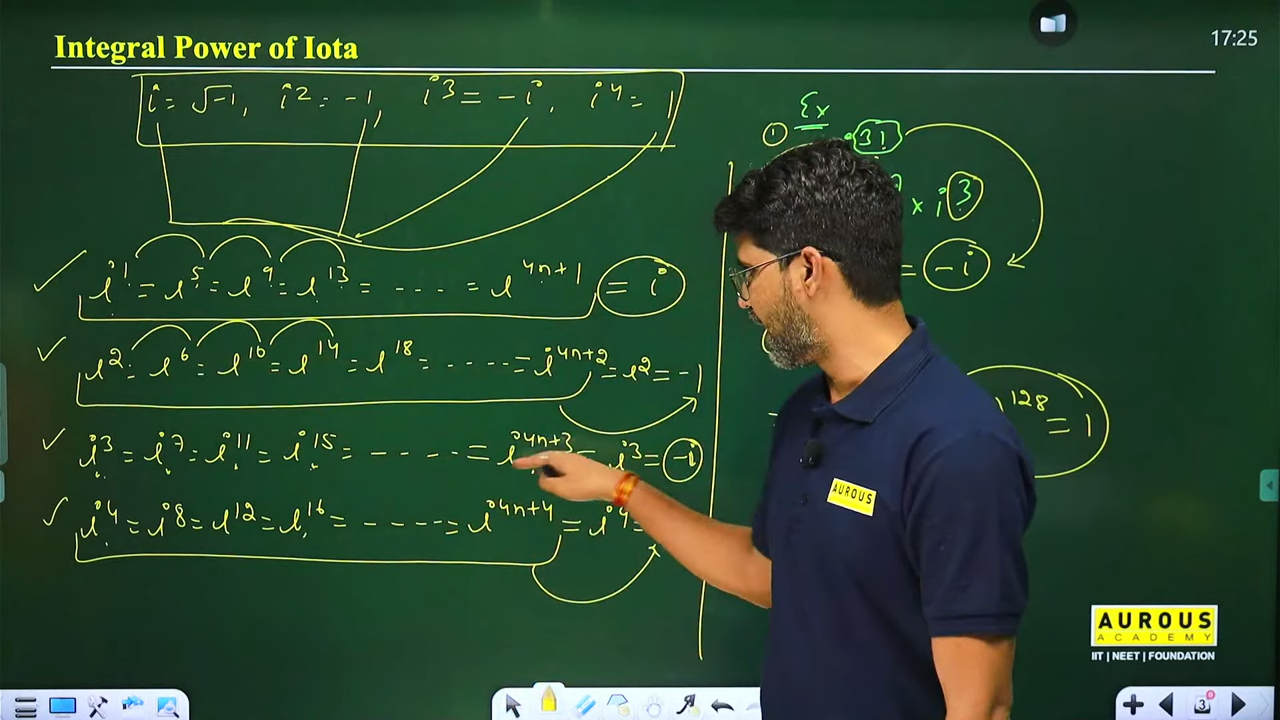 17:25
Integral Power of Iota
i = √-1, i² = -1, i³ = -i, i⁴ = 1
i¹ = i⁵ = i⁹ = i¹³ = ---- = i⁴ⁿ⁺¹ = i
i² = i⁶ = i¹⁰ = i¹⁴ = i¹⁸ = ----- = i⁴ⁿ⁺² = i² = -1
i³ = i⁷ = i¹¹ = i¹⁵ = ----- = i⁴ⁿ⁺³ = i³ = -i
i⁴ = i⁸ = i¹² = i¹⁶ = ----- = i⁴ⁿ⁺⁴ = i⁴ =
Ex
① 31
× i³
= -i
128 = 1
AUROUS
AUROUS
ACADEMY
IIT | NEET | FOUNDATION
3